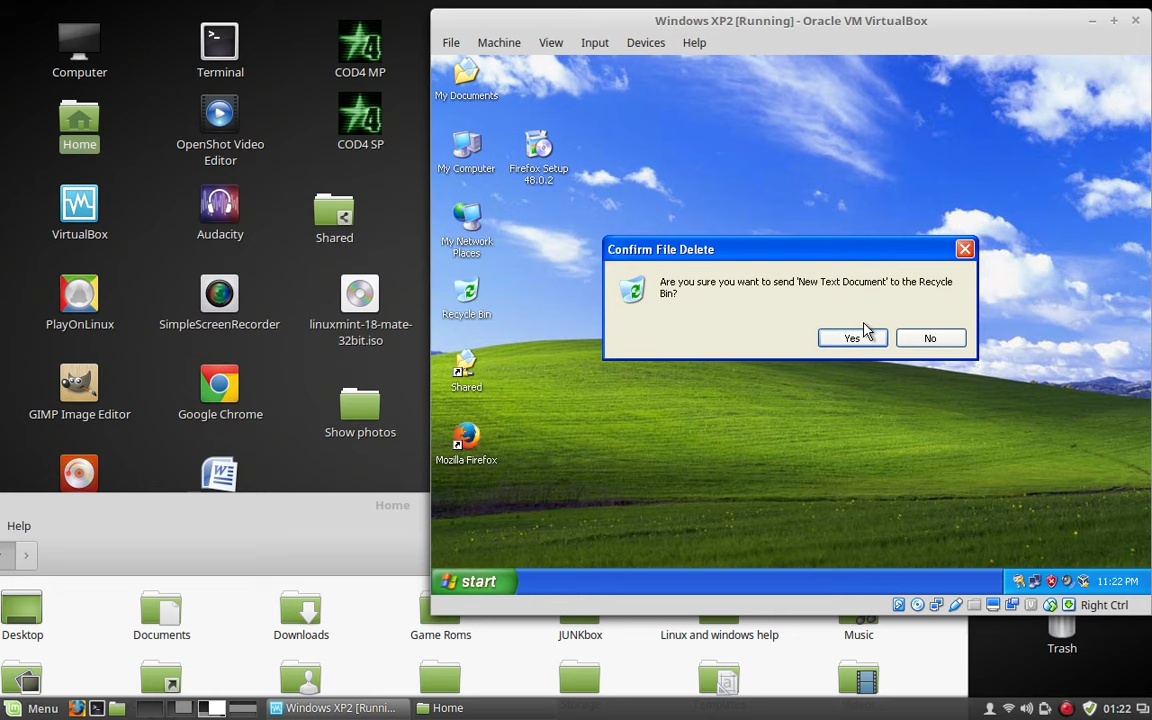 Computer
Terminal
COD4 MP
Home
OpenShot Video
Editor
COD4 SP
VirtualBox
Audacity
Shared
PlayOnLinux
SimpleScreenRecorder
linuxmint-18-mate-
32bit.iso
GIMP Image Editor
Google Chrome
Show photos
Windows XP2 [Running] - Oracle VM VirtualBox
File Machine View Input Devices Help
My Documents
My Computer
Firefox Setup
48.0.2
My Network
Places
Recycle Bin
Shared
Mozilla Firefox
Confirm File Delete
Are you sure you want to send 'New Text Document' to the Recycle
Bin?
Yes
No
start
11:22 PM
Right Ctrl
Home
Help
Desktop
Documents
Downloads
Game Roms
JUNKbox
Linux and windows help
Music
Trash
Menu
Windows XP2 [Runni...
Home
01:22